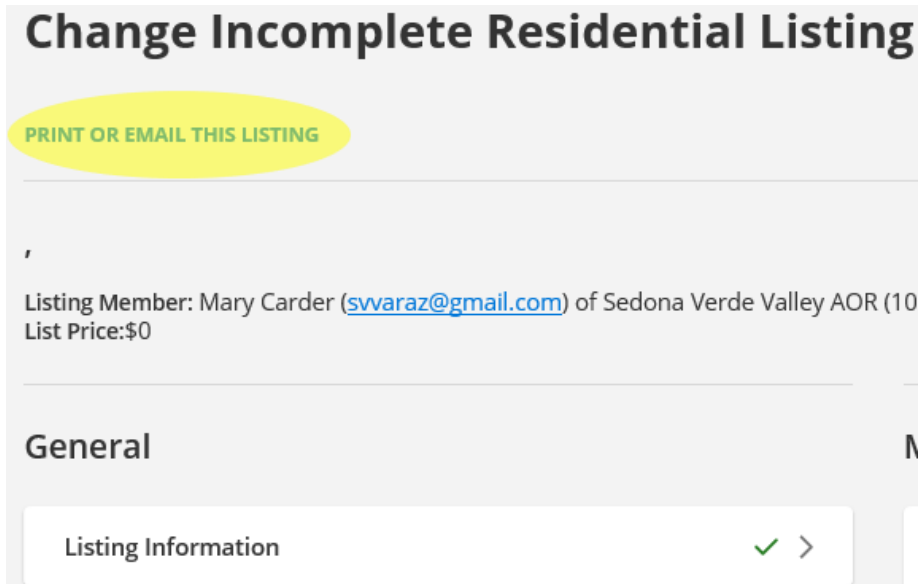 Change Incomplete Residential Listing
PRINT OR EMAIL THIS LISTING
,
Listing Member: Mary Carder (svvaraz@gmail.com) of Sedona Verde Valley AOR (10
List Price:$0
General
Listing Information